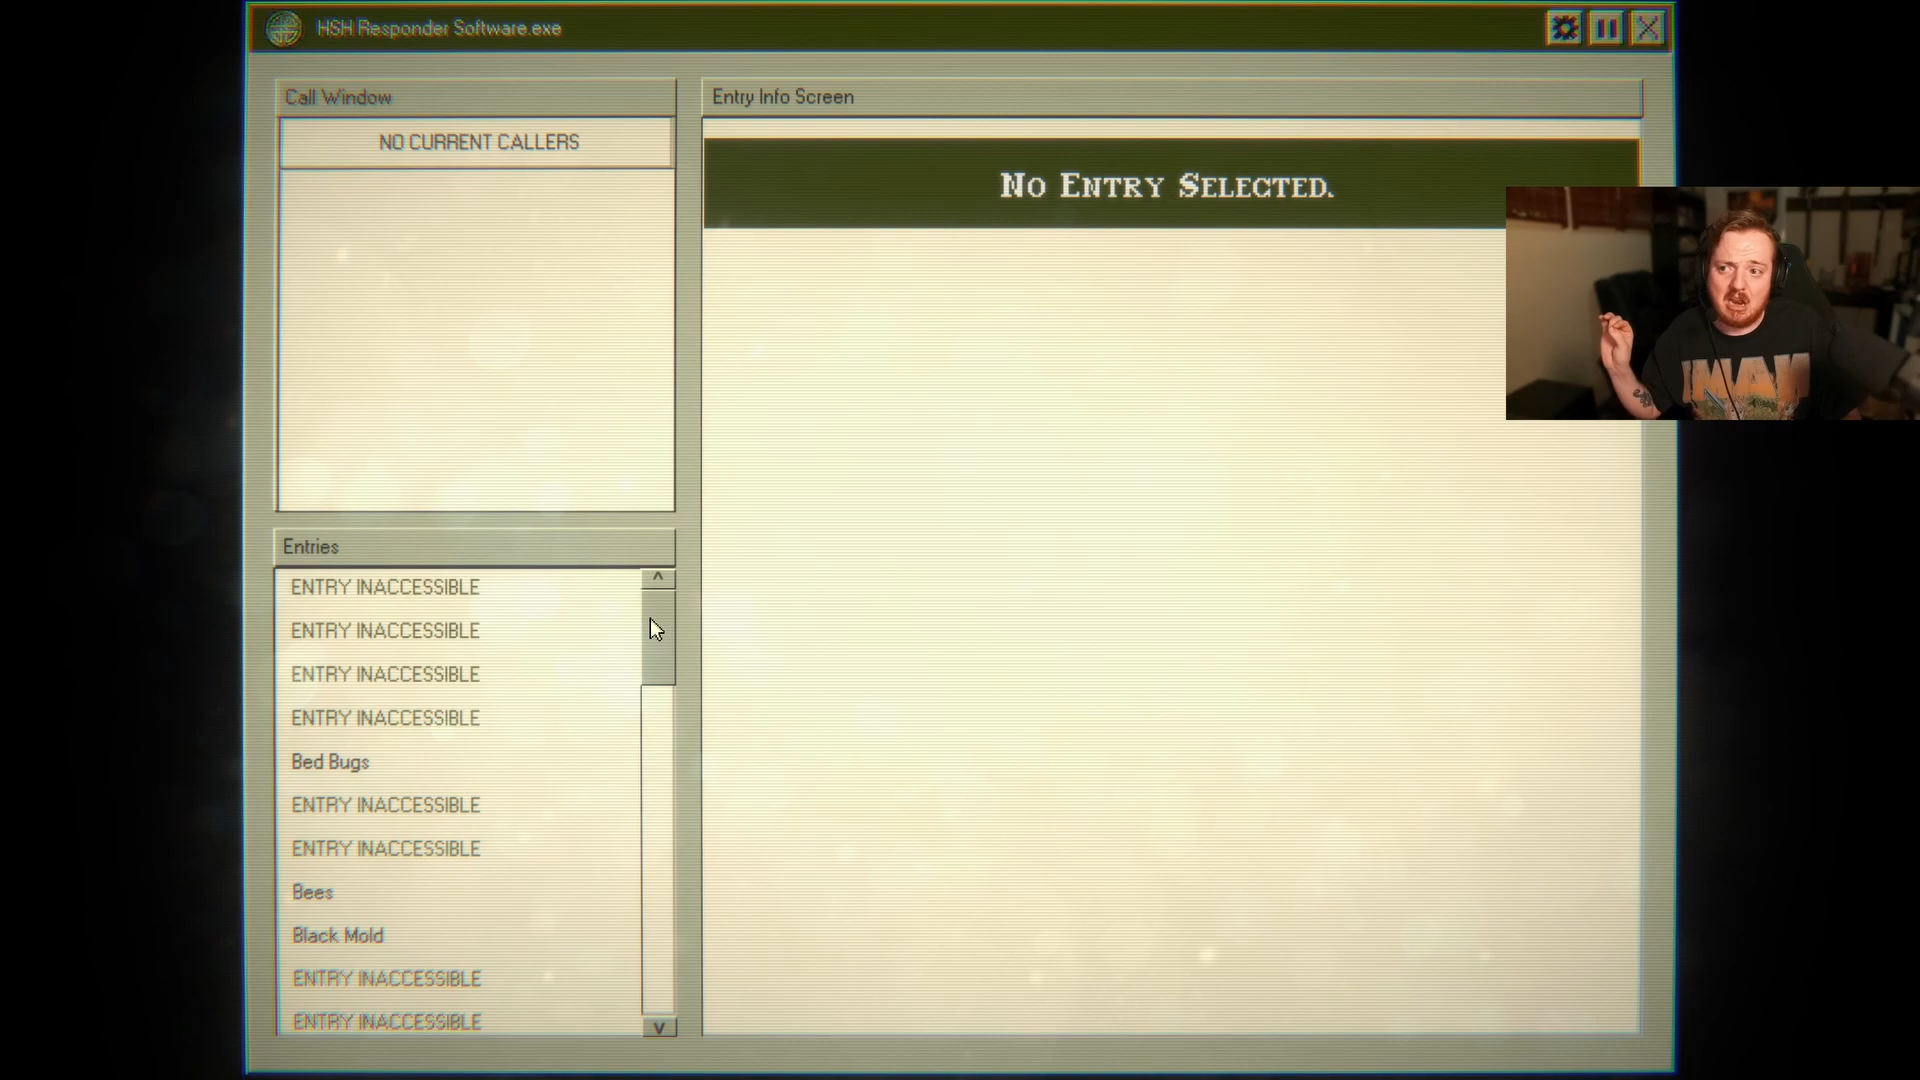 HSH Responder Software.exe
Call Window
NO CURRENT CALLERS
Entry Info Screen
No Entry Selected.
Entries
ENTRY INACCESSIBLE
ENTRY INACCESSIBLE
ENTRY INACCESSIBLE
ENTRY INACCESSIBLE
Bed Bugs
ENTRY INACCESSIBLE
ENTRY INACCESSIBLE
Bees
Black Mold
ENTRY INACCESSIBLE
ENTRY INACCESSIBLE